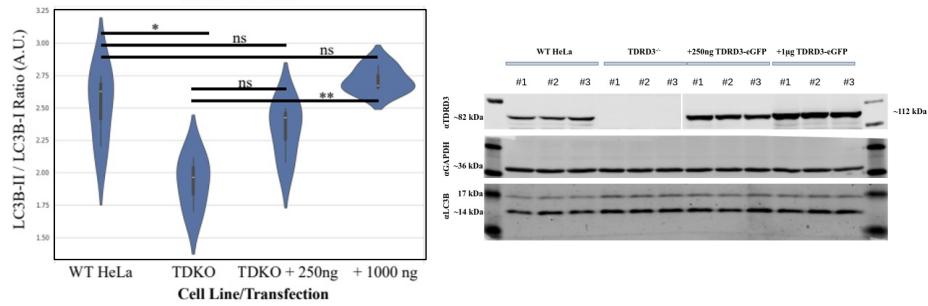 3.25
3.00
2.75
2.50
2.25
2.00
1.75
1.50
LC3B-II / LC3B-I Ratio (A.U.)
*
ns
ns
ns
**
WT HeLa TDKO TDKO + 250ng + 1000 ng
Cell Line/Transfection
WT HeLa TDRD3-/- +250ng TDRD3-eGFP +1µg TDRD3-eGFP
#1 #2 #3 #1 #2 #3 #1 #2 #3 #1 #2 #3
αTDRD3
~82 kDa
~112 kDa
αGAPDH
~36 kDa
αLC3B
17 kDa
~14 kDa